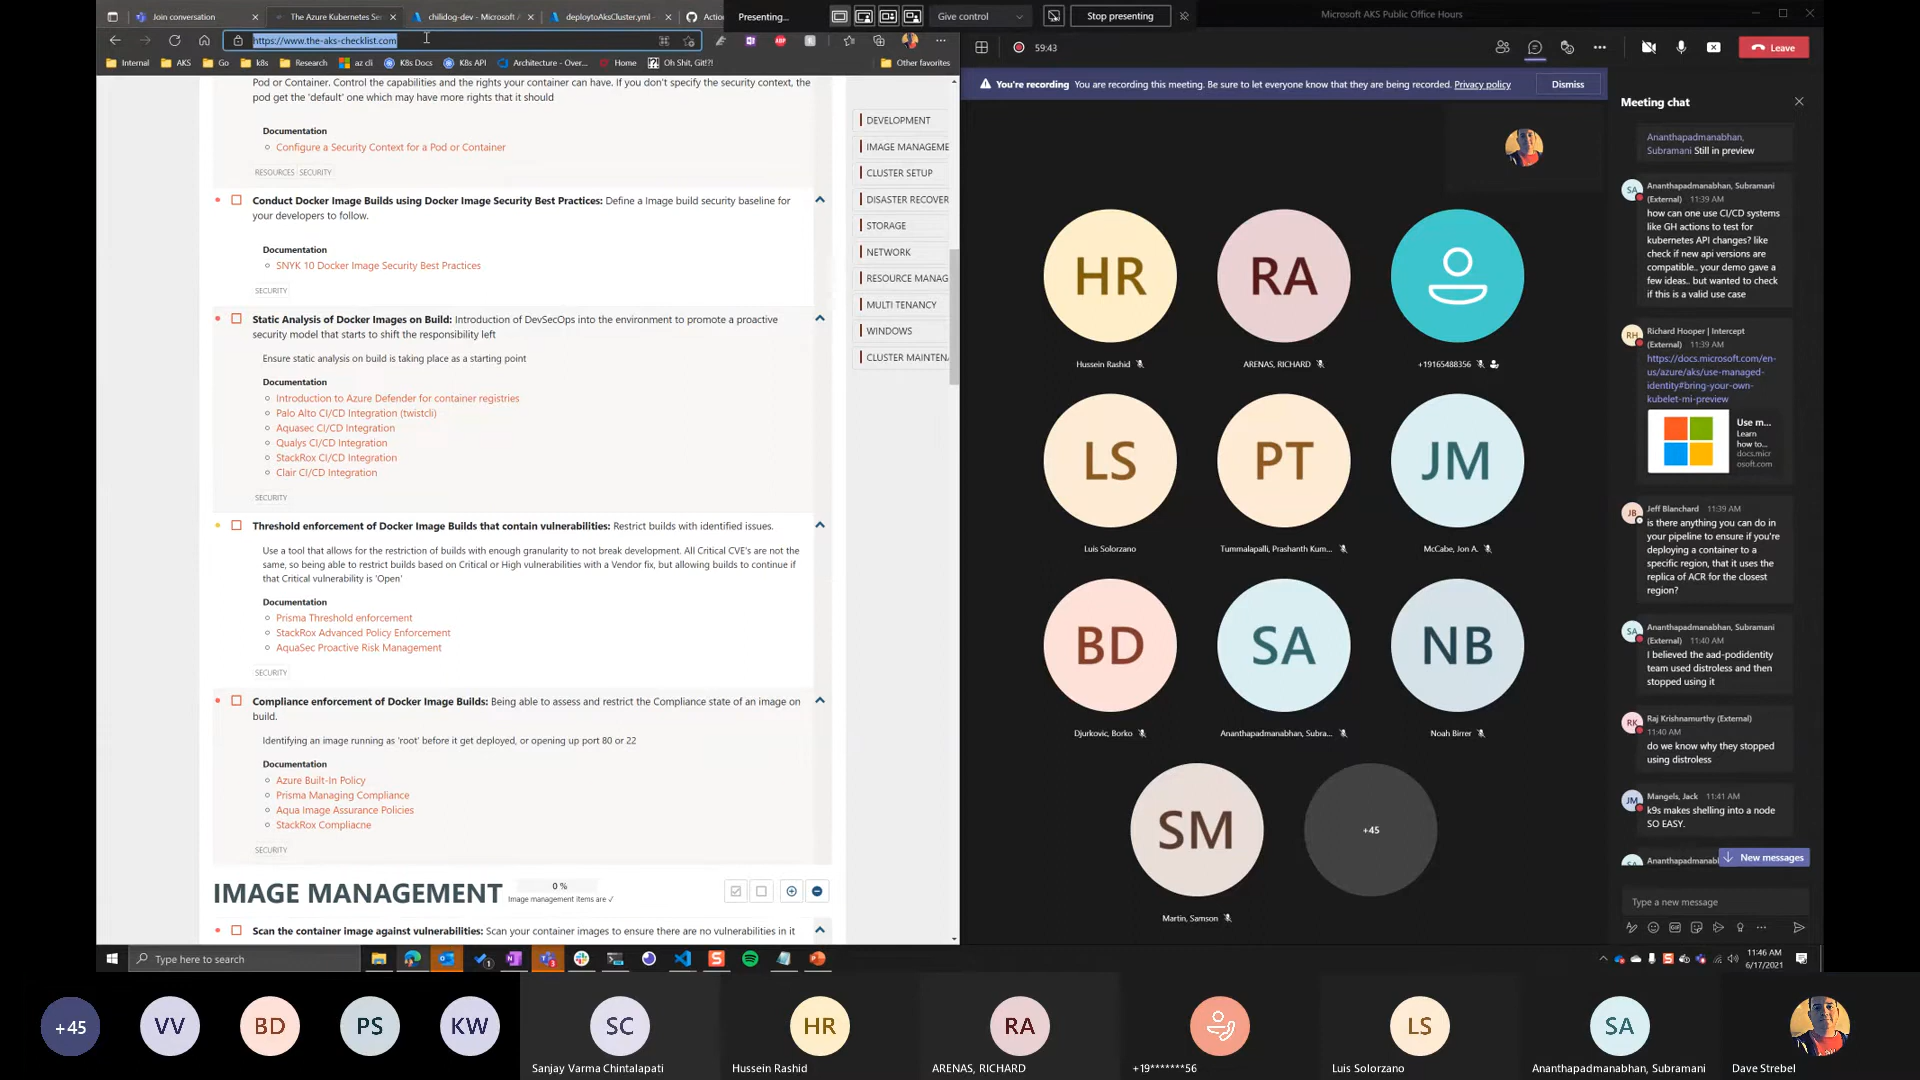 Join conversation
The Azure Kubernetes Se
chilidog-dev - Microsoft A
deploytoAksCluster.yml -
Actio
Presenting...
Give control
Stop presenting
Microsoft AKS Public Office Hours
https://www.the-aks-checklist.com
59:43
Leave
Internal
AKS
Go
k8s
Research
az cli
K8s Docs
K8s API
Architecture - Over...
Home
Oh Shit, Git!?!
Other favorites
Pod or Container. Control the capabilities and the rights your container can have. If you don't specify the security context, the
pod get the 'default' one which may have more rights that it should
Documentation
Configure a Security Context for a Pod or Container
RESOURCES SECURITY
Conduct Docker Image Builds using Docker Image Security Best Practices: Define a Image build security baseline for
your developers to follow.
Documentation
SNYK 10 Docker Image Security Best Practices
SECURITY
Static Analysis of Docker Images on Build: Introduction of DevSecOps into the environment to promote a proactive
security model that starts to shift the responsibility left
Ensure static analysis on build is taking place as a starting point
Documentation
Introduction to Azure Defender for container registries
Palo Alto CI/CD Integration (twistcli)
Aquasec CI/CD Integration
Qualys CI/CD Integration
StackRox CI/CD Integration
Clair CI/CD Integration
SECURITY
Threshold enforcement of Docker Image Builds that contain vulnerabilities: Restrict builds with identified issues.
Use a tool that allows for the restriction of builds with enough granularity to not break development. All Critical CVE's are not the
same, so being able to restrict builds based on Critical or High vulnerabilities with a Vendor fix, but allowing builds to continue if
that Critical vulnerability is 'Open'
Documentation
Prisma Threshold enforcement
StackRox Advanced Policy Enforcement
AquaSec Proactive Risk Management
SECURITY
Compliance enforcement of Docker Image Builds: Being able to assess and restrict the Compliance state of an image on
build.
Identifying an image running as 'root' before it get deployed, or opening up port 80 or 22
Documentation
Azure Built-In Policy
Prisma Managing Compliance
Aqua Image Assurance Policies
StackRox Compliacne
SECURITY
IMAGE MANAGEMENT
0 %
Image management items are ✓
Scan the container image against vulnerabilities: Scan your container images to ensure there are no vulnerabilities in it
DEVELOPMENT
IMAGE MANAGEME
CLUSTER SETUP
DISASTER RECOVER
STORAGE
NETWORK
RESOURCE MANAG
MULTI TENANCY
WINDOWS
CLUSTER MAINTENA
You're recording You are recording this meeting. Be sure to let everyone know that they are being recorded. Privacy policy
Dismiss
HR
Hussein Rashid
RA
ARENAS, RICHARD
+19165488356
LS
Luis Solorzano
PT
Tummalapalli, Prashanth Kum...
JM
McCabe, Jon A.
BD
Djurkovic, Borko
SA
Ananthapadmanabhan, Subra...
NB
Noah Birrer
SM
Martin, Samson
+45
Meeting chat
Ananthapadmanabhan,
Subramani Still in preview
SA
Ananthapadmanabhan, Subramani
(External) 11:39 AM
how can one use CI/CD systems
like GH actions to test for
kubernetes API changes? like
check if new api versions are
compatible.. your demo gave a
few ideas.. but wanted to check
if this is a valid use case
RH
Richard Hooper | Intercept
(External) 11:39 AM
https://docs.microsoft.com/en-
us/azure/aks/use-managed-
identity#bring-your-own-
kubelet-mi-preview
Use m...
Learn
how to...
docs.micr
osoft.com
JB
Jeff Blanchard 11:39 AM
is there anything you can do in
your pipeline to ensure if you're
deploying a container to a
specific region, that it uses the
replica of ACR for the closest
region?
SA
Ananthapadmanabhan, Subramani
(External) 11:40 AM
I believed the aad-podidentity
team used distroless and then
stopped using it
RK
Raj Krishnamurthy (External)
11:40 AM
do we know why they stopped
using distroless
JM
Mangels, Jack 11:41 AM
k9s makes shelling into a node
SO EASY.
Ananthapadmanab
New messages
Type a new message
Type here to search
11:46 AM
6/17/2021
+45
VV
BD
PS
KW
SC
Sanjay Varma Chintalapati
HR
Hussein Rashid
RA
ARENAS, RICHARD
+19*******56
LS
Luis Solorzano
SA
Ananthapadmanabhan, Subramani
Dave Strebel